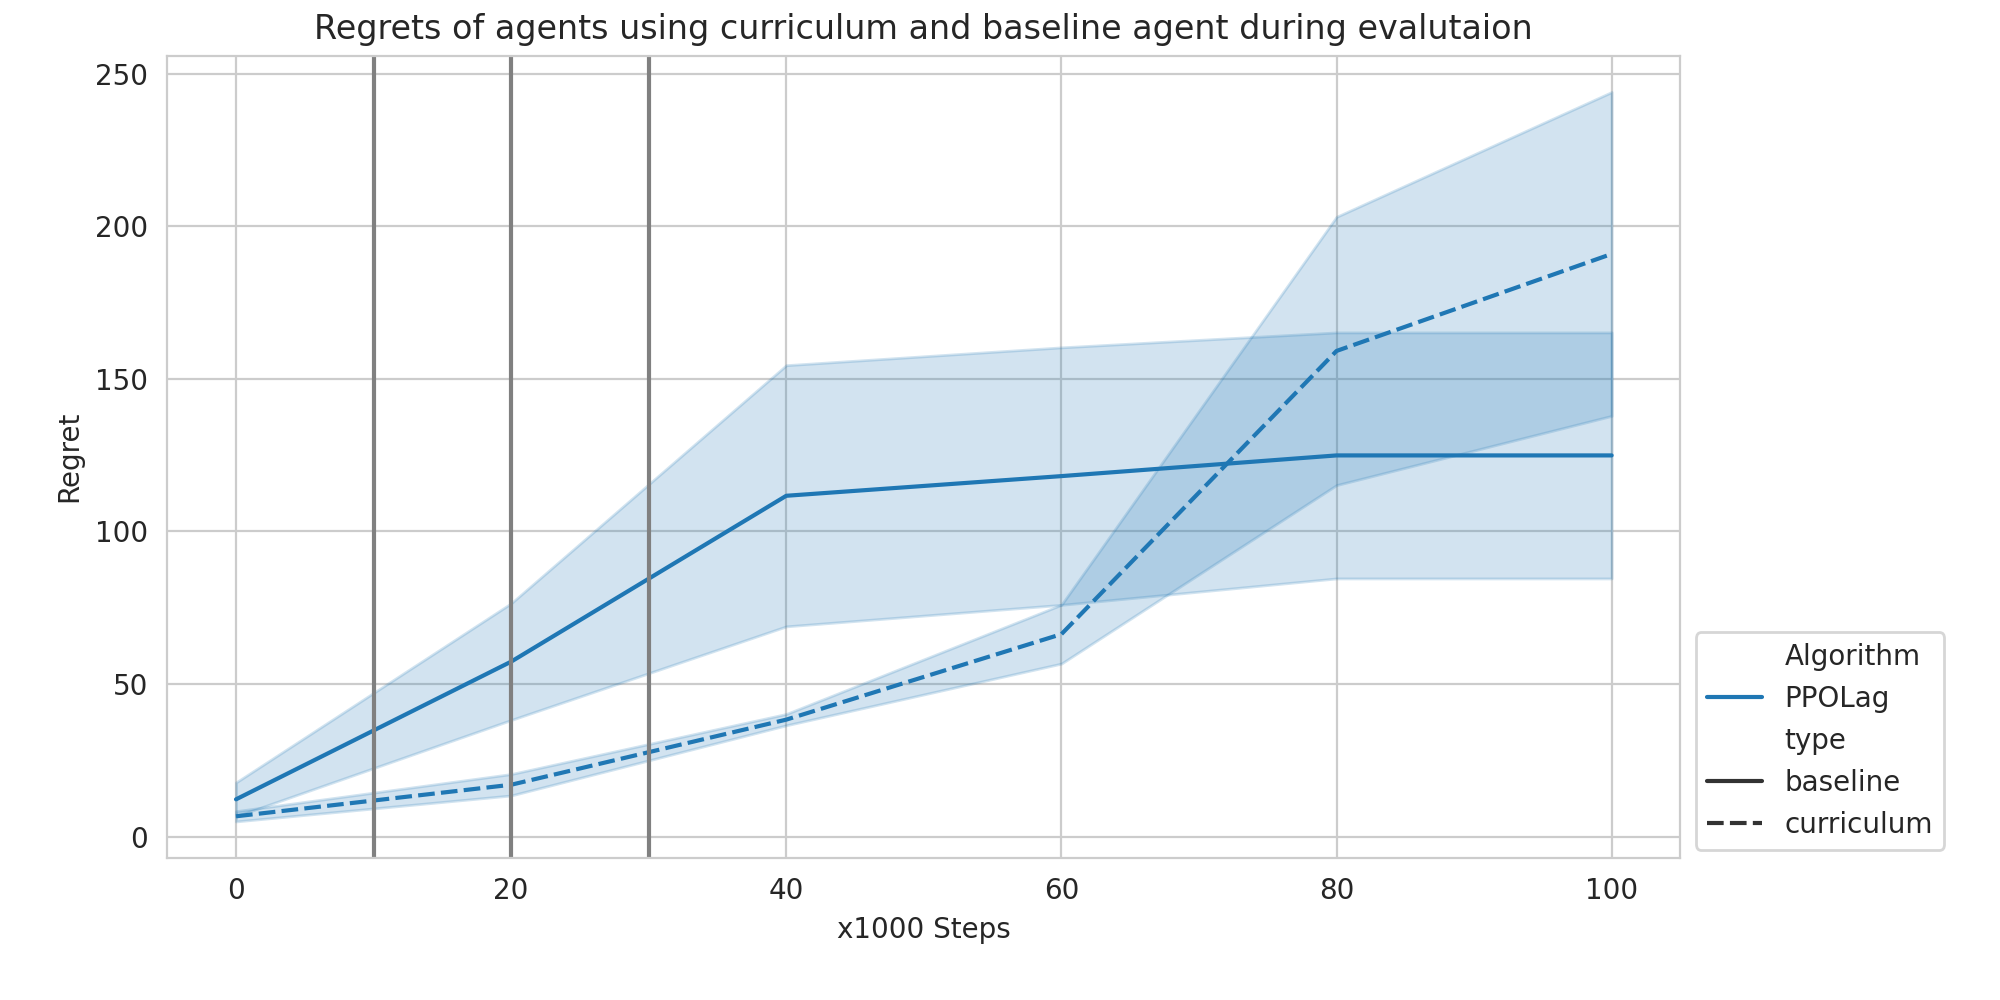 Regrets of agents using curriculum and baseline agent during evalutaion
250
200
150
100
50
0
Regret
0 20 40 60 80 100
x1000 Steps
Algorithm
PPOLag
type
baseline
curriculum